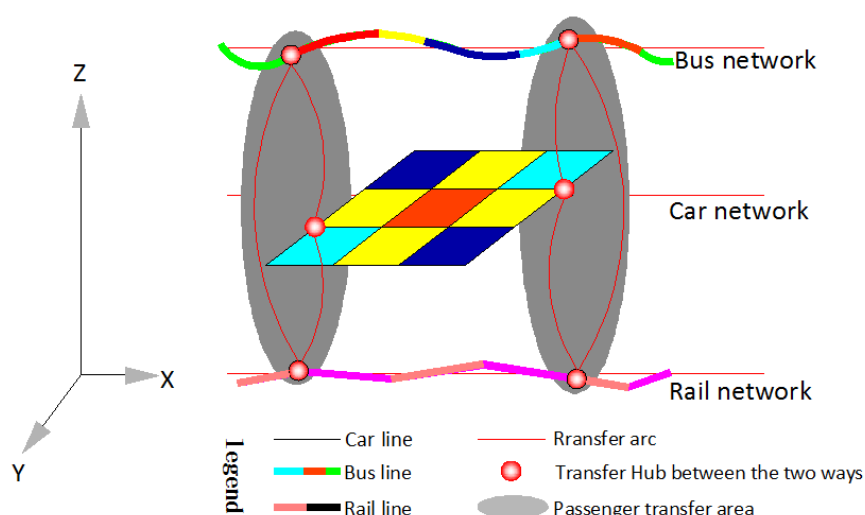 Z
Bus network
Car network
X
Rail network
Y
Legend
Car line
Rransfer arc
Bus line
Transfer Hub between the two ways
Rail line
Passenger transfer area